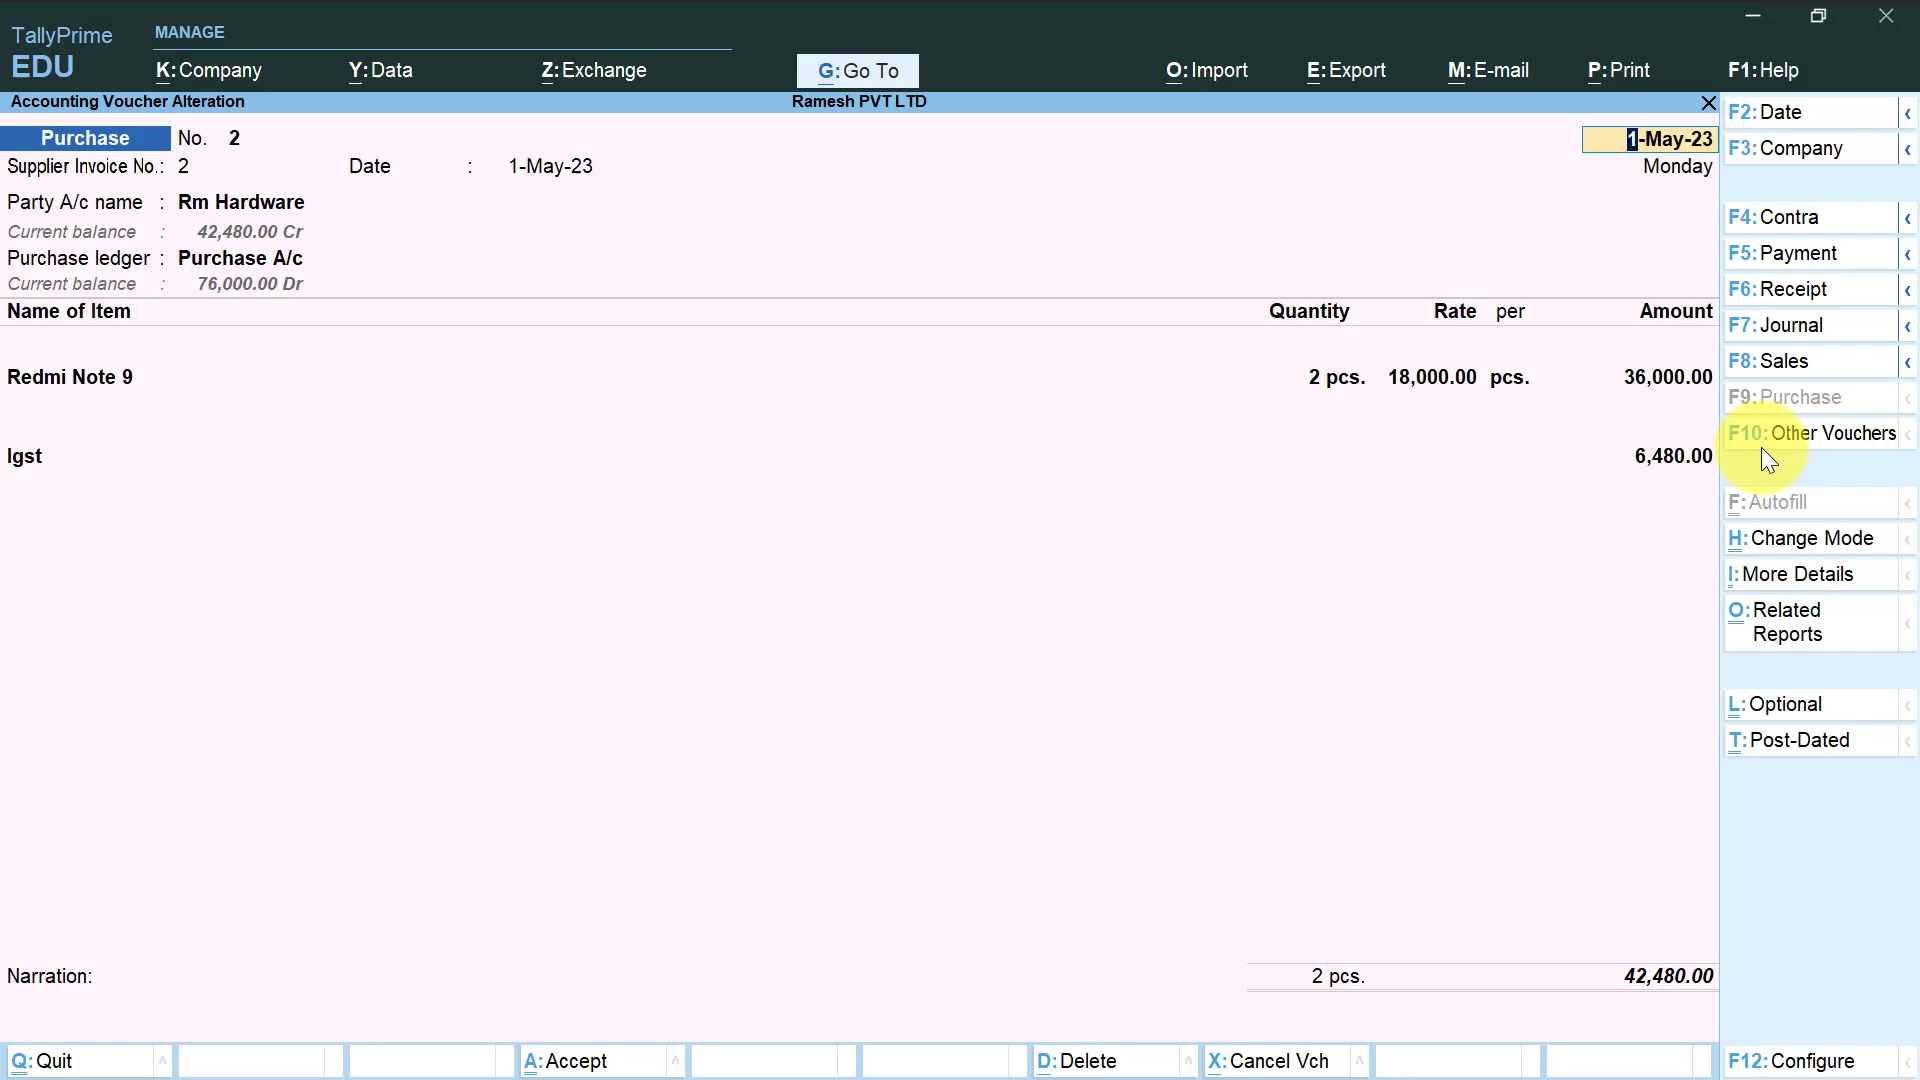 TallyPrime
EDU
MANAGE
K:Company Y:Data Z:Exchange G:Go To O:Import E:Export M:E-mail P:Print F1:Help
Accounting Voucher Alteration Ramesh PVT LTD
Purchase No. 2 1-May-23
Supplier Invoice No.: 2 Date : 1-May-23 Monday
Party A/c name : Rm Hardware
Current balance : 42,480.00 Cr
Purchase ledger : Purchase A/c
Current balance : 76,000.00 Dr
Name of Item Quantity Rate per Amount
Redmi Note 9 2 pcs. 18,000.00 pcs. 36,000.00
Igst 6,480.00
Narration: 2 pcs. 42,480.00
F2:Date
F3:Company
F4:Contra
F5:Payment
F6:Receipt
F7:Journal
F8:Sales
F9:Purchase
F10:Other Vouchers
F:Autofill
H:Change Mode
I:More Details
O:Related
Reports
L:Optional
T:Post-Dated
Q:Quit A:Accept D:Delete X:Cancel Vch F12:Configure